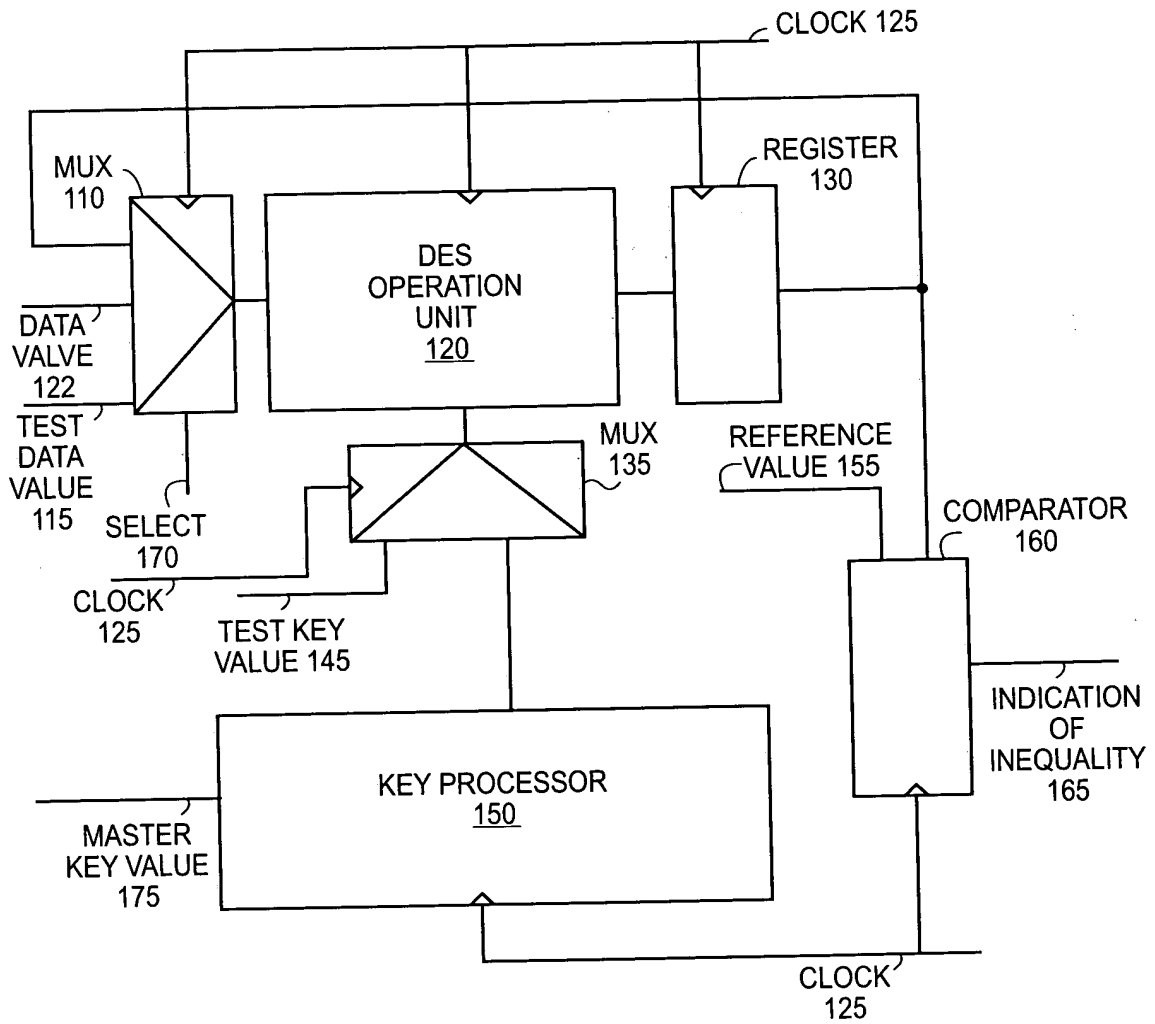 CLOCK 125
MUX
110
REGISTER
130
DES
OPERATION
UNIT
120
DATA
VALVE
122
TEST
DATA
VALUE
115
SELECT
170
MUX
135
REFERENCE
VALUE 155
COMPARATOR
160
CLOCK
125
TEST KEY
VALUE 145
INDICATION
OF
INEQUALITY
165
KEY PROCESSOR
150
MASTER
KEY VALUE
175
CLOCK
125